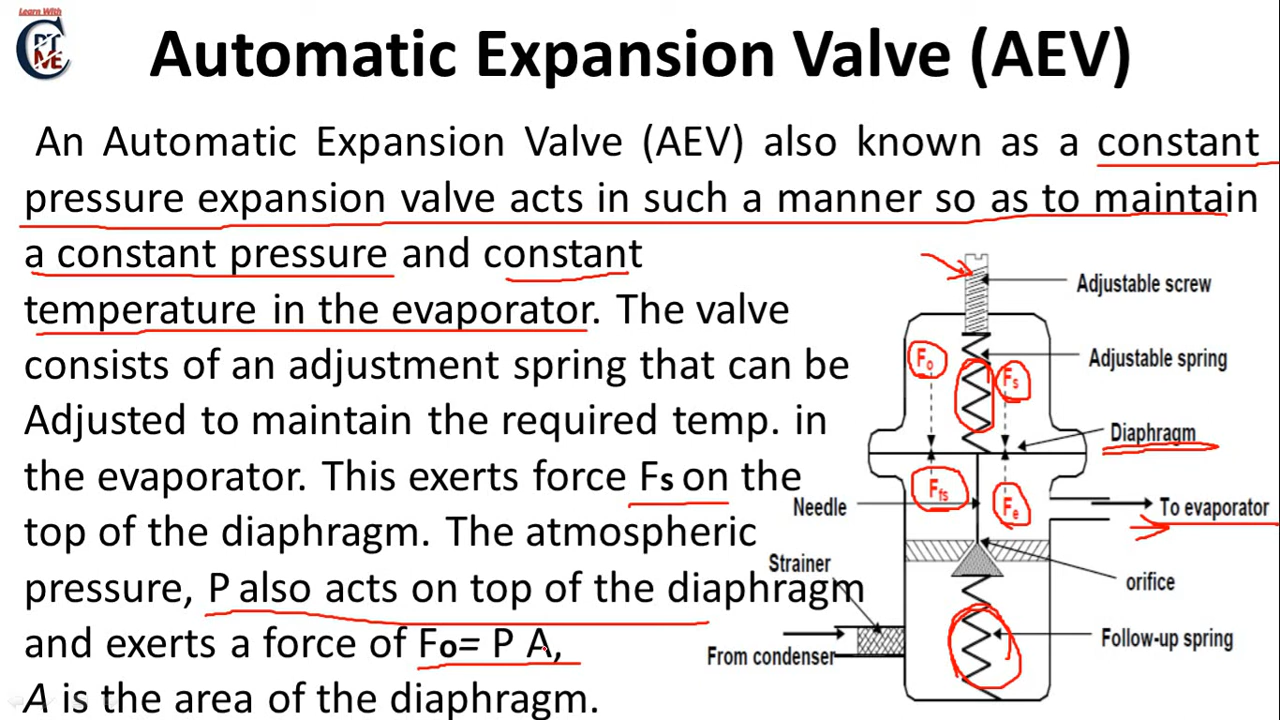 Learn With
CPTME
Automatic Expansion Valve (AEV)
An Automatic Expansion Valve (AEV) also known as a constant
pressure expansion valve acts in such a manner so as to maintain
a constant pressure and constant
temperature in the evaporator. The valve
consists of an adjustment spring that can be
Adjusted to maintain the required temp. in
the evaporator. This exerts force Fs on the
top of the diaphragm. The atmospheric
pressure, P also acts on top of the diaphragm
and exerts a force of Fo= P A,
A is the area of the diaphragm.
Adjustable screw
Fo
Fs
Adjustable spring
Diaphragm
Ffs
Fe
Needle
To evaporator
Strainer
orifice
From condenser
Follow-up spring